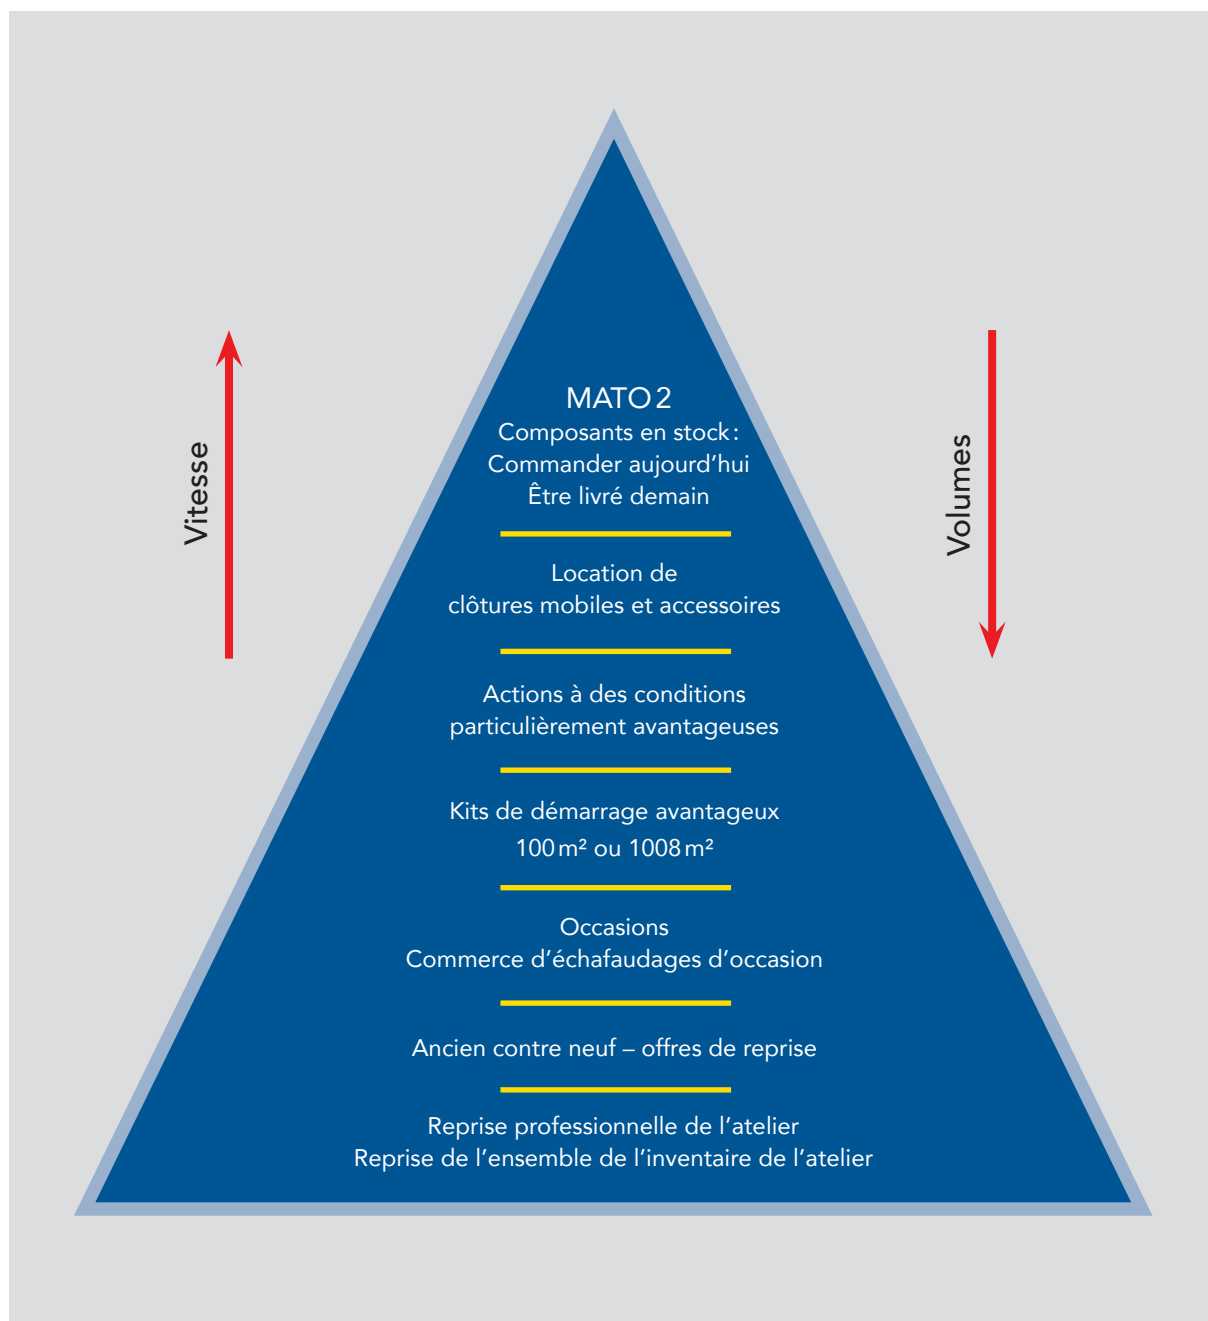 MATO 2
Composants en stock :
Commander aujourd’hui
Être livré demain
Vitesse
Volumes
Location de
clôtures mobiles et accessoires
Actions à des conditions
particulièrement avantageuses
Kits de démarrage avantageux
100 m² ou 1008 m²
Occasions
Commerce d’échafaudages d’occasion
Ancien contre neuf – offres de reprise
Reprise professionnelle de l’atelier
Reprise de l’ensemble de l’inventaire de l’atelier